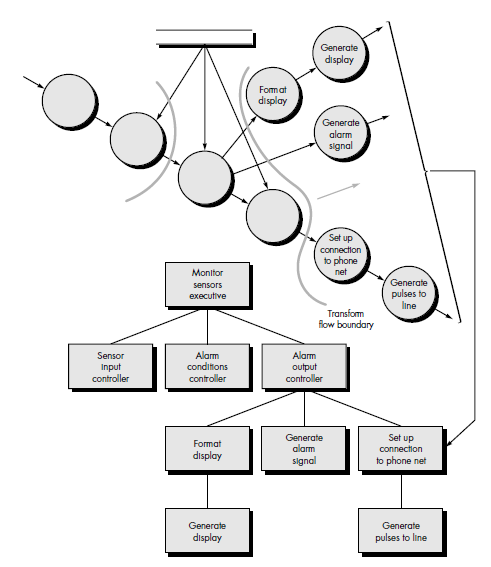 Generate
display
Format
display
Generate
alarm
signal
Set up
connection
to phone
net
Generate
pulses to
line
Transform
flow boundary
Monitor
sensors
executive
Sensor
input
controller
Alarm
conditions
controller
Alarm
output
controller
Format
display
Generate
alarm
signal
Set up
connection
to phone net
Generate
display
Generate
pulses to line